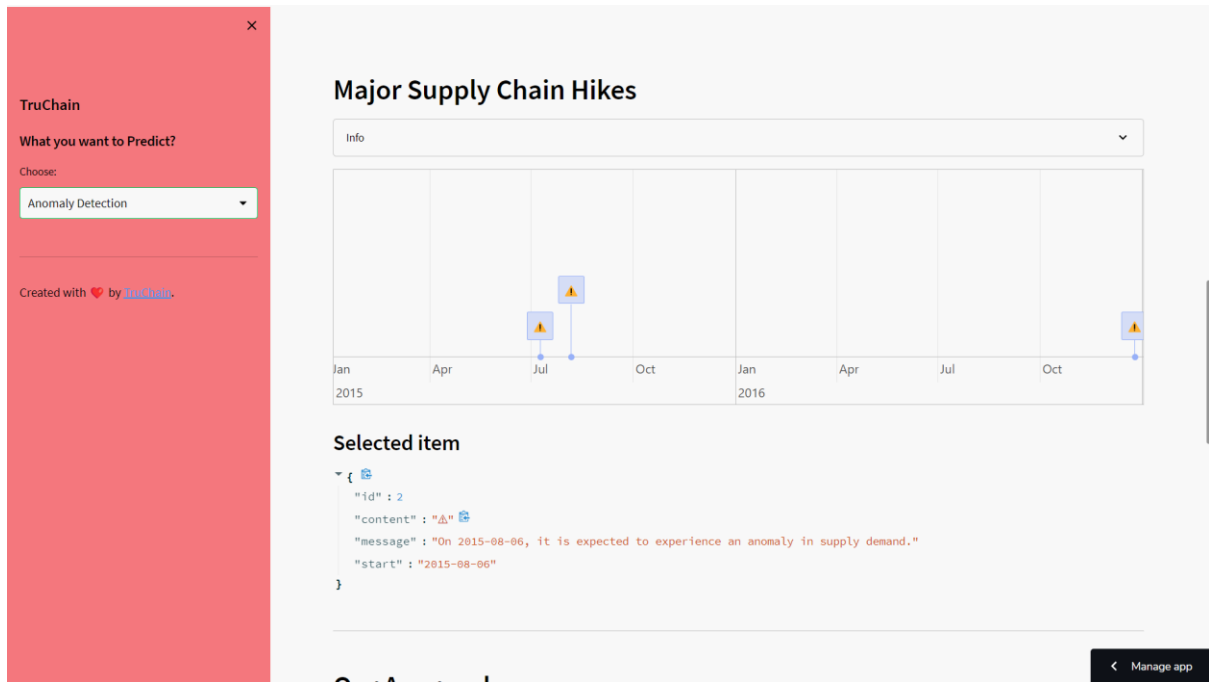 ×
TruChain
What you want to Predict?
Choose:
Anomaly Detection
Created with ❤️ by TruChain.
Major Supply Chain Hikes
Info
⚠
⚠
⚠
Jan Apr Jul Oct Jan Apr Jul Oct
2015 2016
Selected item
{
"id" : 2
"content" : "⚠"
"message" : "On 2015-08-06, it is expected to experience an anomaly in supply demand."
"start" : "2015-08-06"
}
Manage app